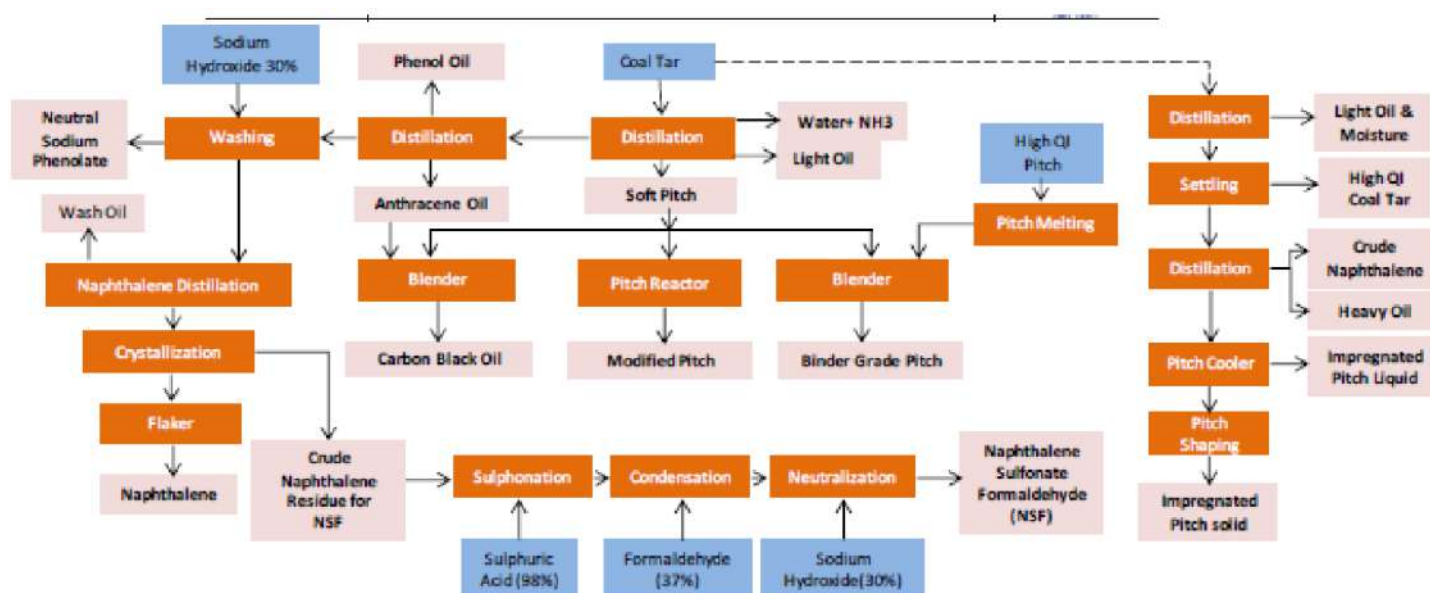 Sodium
Hydroxide 30%
Phenol Oil
Coal Tar
Neutral
Sodium
Phenolate
Washing
Distillation
Distillation
Water+ NH3
Light Oil
High QI
Pitch
Distillation
Light Oil &
Moisture
Wash Oil
Anthracene Oil
Soft Pitch
Pitch Melting
Settling
High QI
Coal Tar
Naphthalene Distillation
Blender
Pitch Reactor
Blender
Distillation
Crude
Naphthalene
Heavy Oil
Crystallization
Carbon Black Oil
Modified Pitch
Binder Grade Pitch
Pitch Cooler
Impregnated
Pitch Liquid
Flaker
Pitch
Shaping
Naphthalene
Crude
Naphthalene
Residue for
NSF
Sulphonation
Condensation
Neutralization
Naphthalene
Sulfonate
Formaldehyde
(NSF)
Impregnated
Pitch solid
Sulphuric
Acid (98%)
Formaldehyde
(37%)
Sodium
Hydroxide(30%)